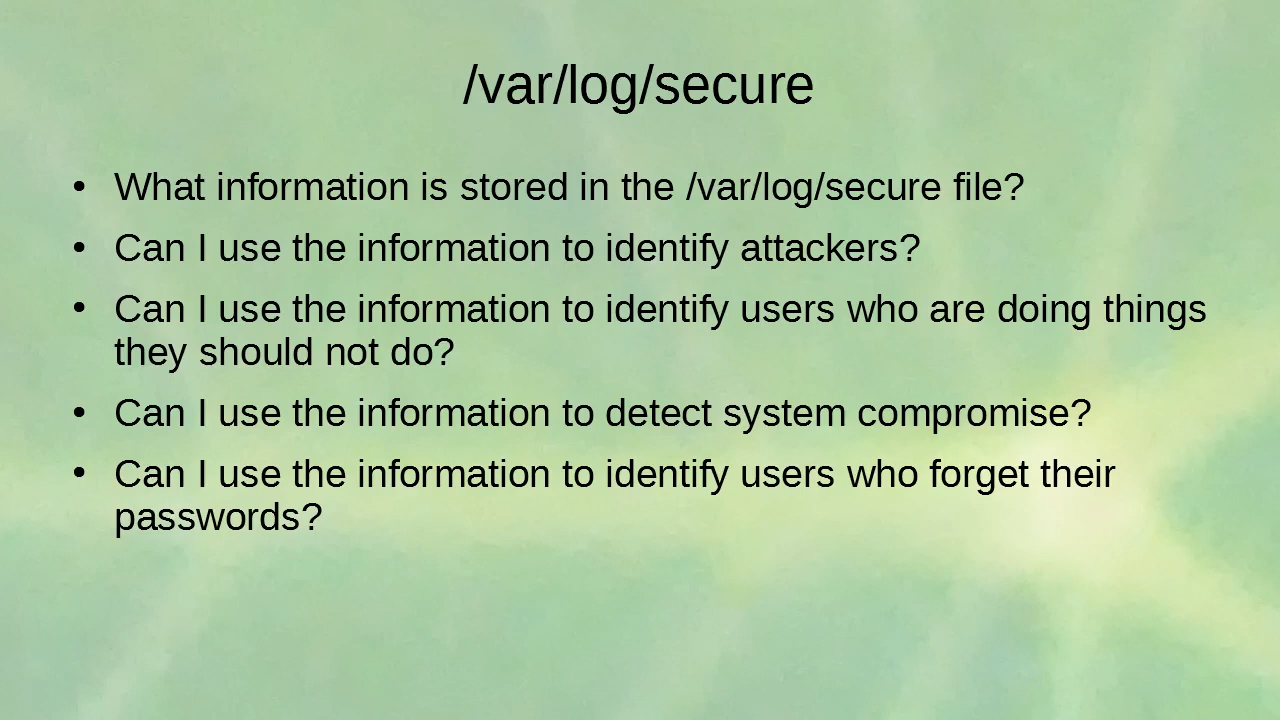 /var/log/secure
• What information is stored in the /var/log/secure file?
• Can I use the information to identify attackers?
• Can I use the information to identify users who are doing things
they should not do?
• Can I use the information to detect system compromise?
• Can I use the information to identify users who forget their
passwords?